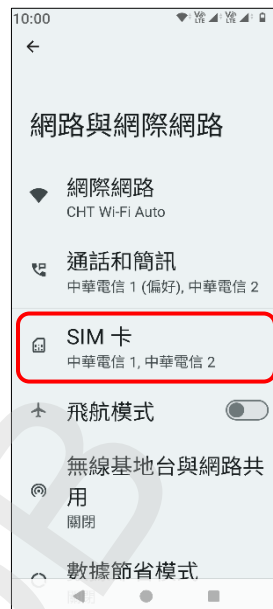 10:00
VoLTE VoLTE
網路與網際網路
網際網路
CHT Wi-Fi Auto
通話和簡訊
中華電信 1 (偏好), 中華電信 2
SIM 卡
中華電信 1, 中華電信 2
飛航模式
無線基地台與網路共
用
關閉
數據節省模式